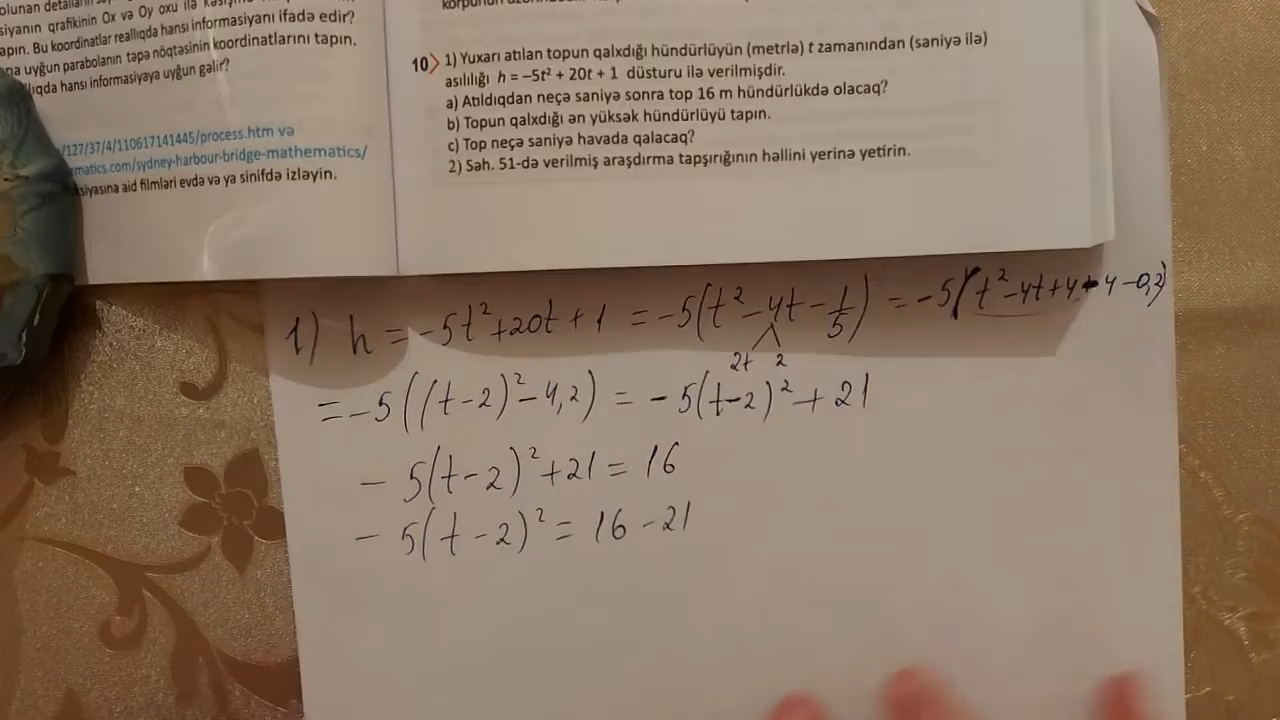 siyanın qrafikinin Ox və Oy oxu ilə
apın. Bu koordinatlar reallıqda hansı informasiyanı ifadə edir?
uyğun parabolanın təpə nöqtəsinin koordinatlarını tapın.
hansı informasiyaya uyğun gəlir?
/127/37/4/110617141445/process.htm və
matics.com/sydney-harbour-bridge-mathematics/
siyasına aid filmləri evdə və ya sinifdə izləyin.
10 1) Yuxarı atılan topun qalxdığı hündürlüyün (metrlə) t zamanından (saniyə ilə)
asılılığı h = –5t² + 20t + 1 düsturu ilə verilmişdir.
a) Atıldıqdan neçə saniyə sonra top 16 m hündürlükdə olacaq?
b) Topun qalxdığı ən yüksək hündürlüyü tapın.
c) Top neçə saniyə havada qalacaq?
2) Səh. 51-də verilmiş araşdırma tapşırığının həllini yerinə yetirin.
1) h = -5t² + 20t + 1 = -5(t² - 4t - 1/5) = -5(t² - 4t + 4 - 4 - 0,2)
2t 2
= -5((t-2)² - 4,2) = -5(t-2)² + 21
- 5(t-2)² + 21 = 16
- 5(t-2)² = 16 - 21